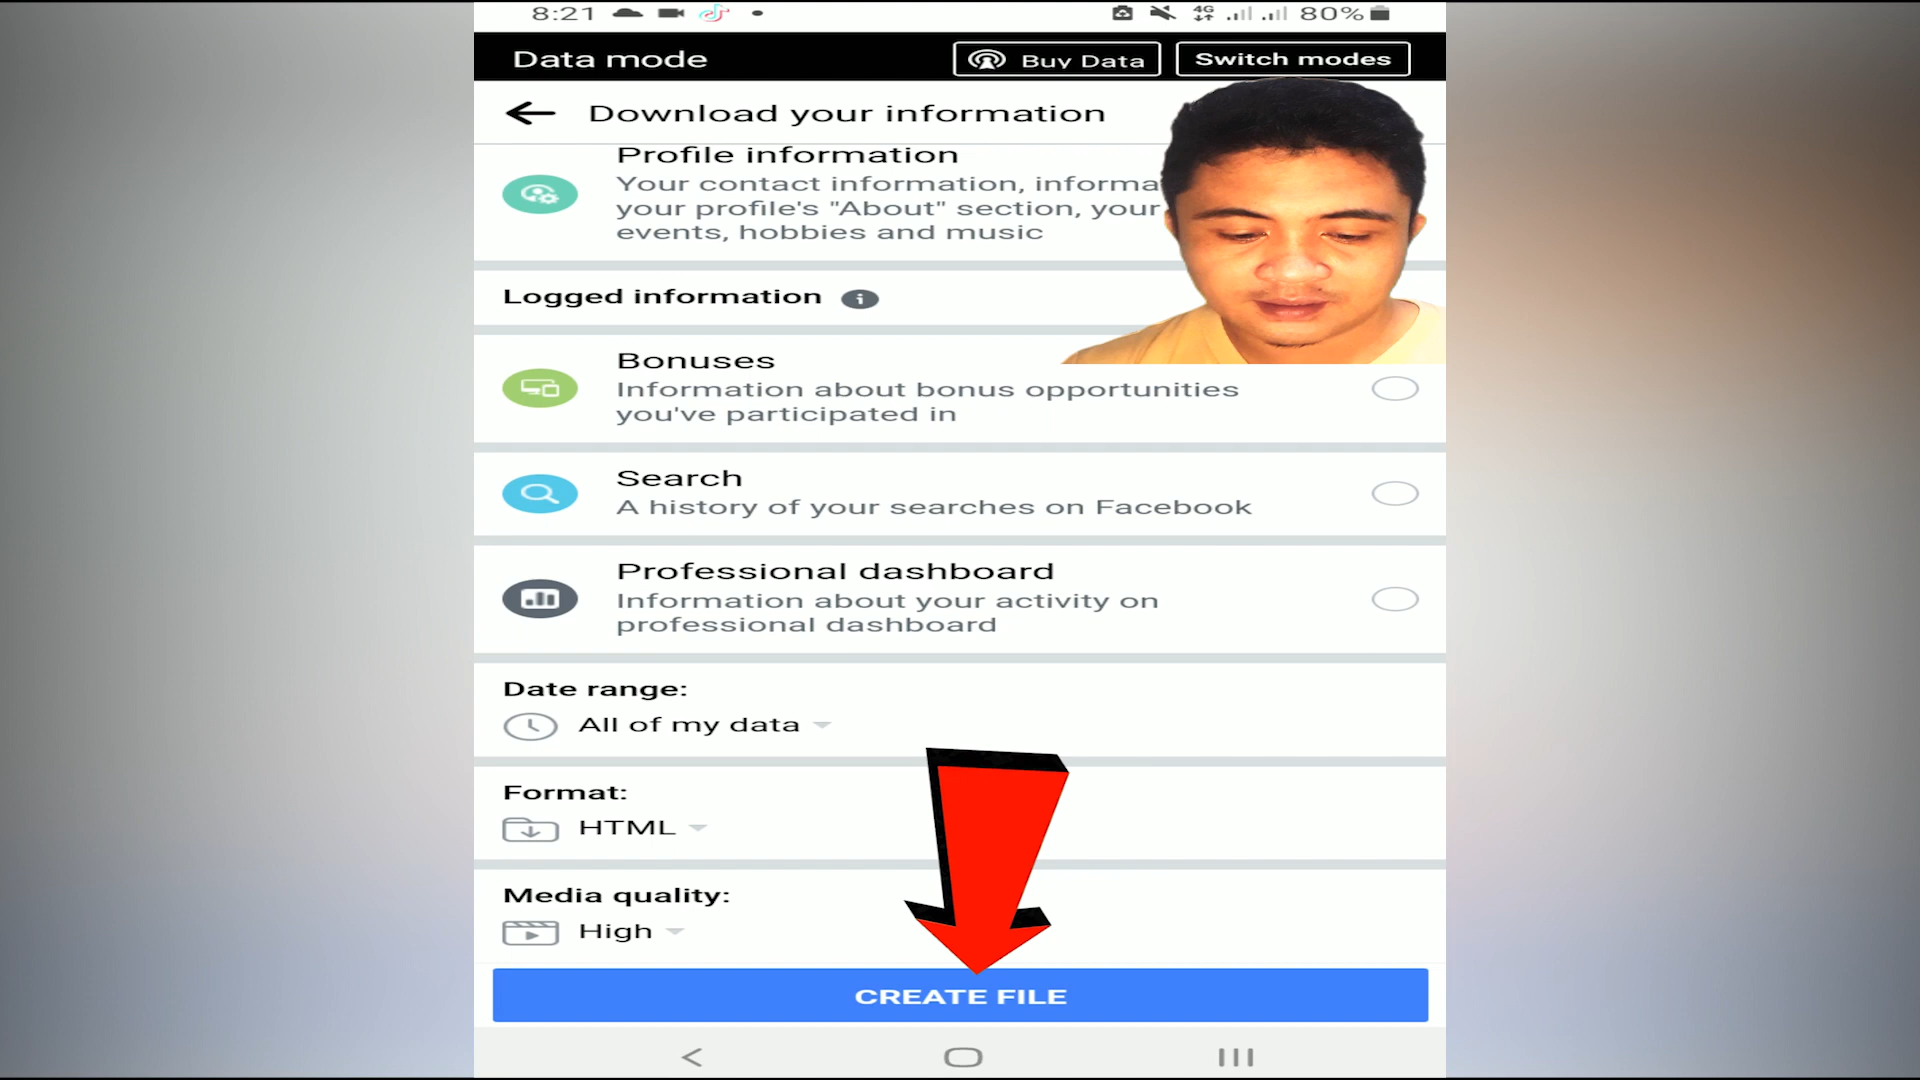 8:21 4G 80%
Data mode Buy Data Switch modes
Download your information
Profile information
Your contact information, informa
your profile's "About" section, your
events, hobbies and music
Logged information
Bonuses
Information about bonus opportunities
you've participated in
Search
A history of your searches on Facebook
Professional dashboard
Information about your activity on
professional dashboard
Date range:
All of my data
Format:
HTML
Media quality:
High
CREATE FILE